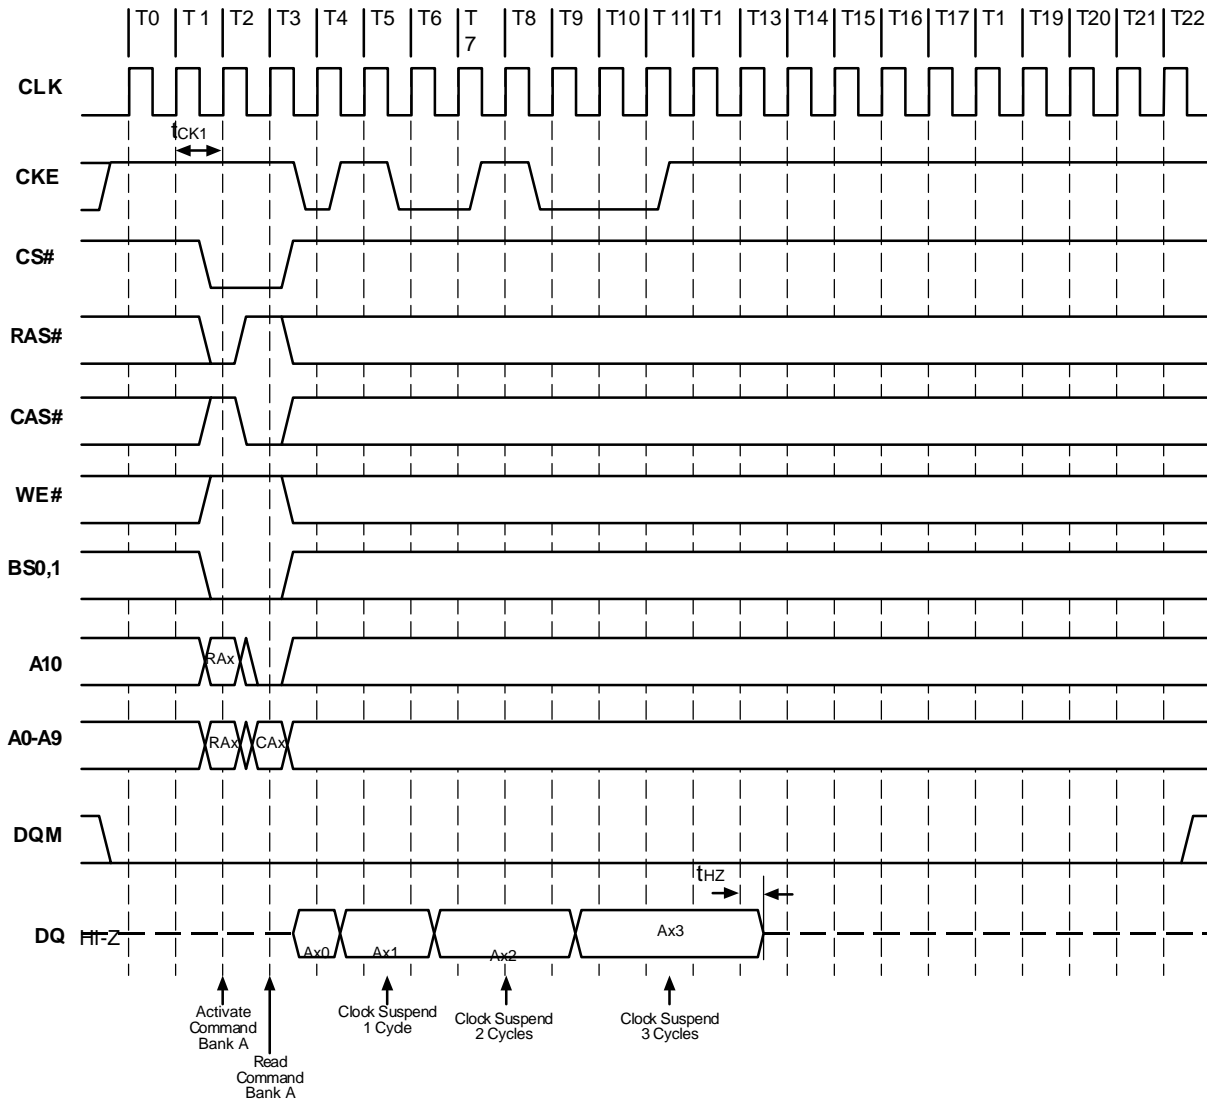 T0 T 1 T2 T3 T4 T5 T6 T 7 T8 T9 T10 T 11 T1 T13 T14 T15 T16 T17 T1 T19 T20 T21 T22
CLK
tCK1
CKE
CS#
RAS#
CAS#
WE#
BS0,1
A10
RAx
A0-A9
RAx CAx
DQM
tHZ
DQ
HI-Z
Ax0 Ax1 Ax2 Ax3
Activate
Command
Bank A
Read
Command
Bank A
Clock Suspend
1 Cycle
Clock Suspend
2 Cycles
Clock Suspend
3 Cycles